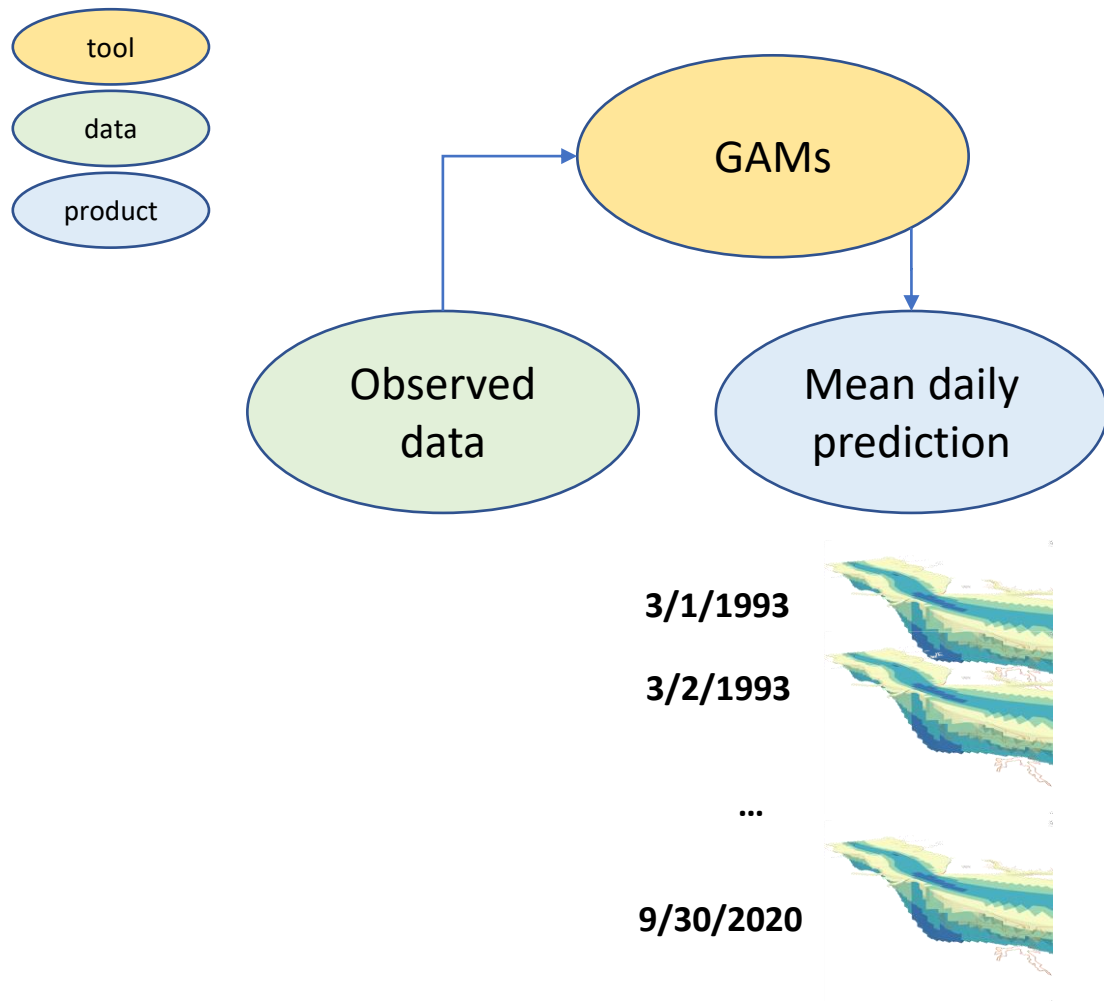 tool
data
product
GAMs
Observed
data
Mean daily
prediction
3/1/1993
3/2/1993
...
9/30/2020